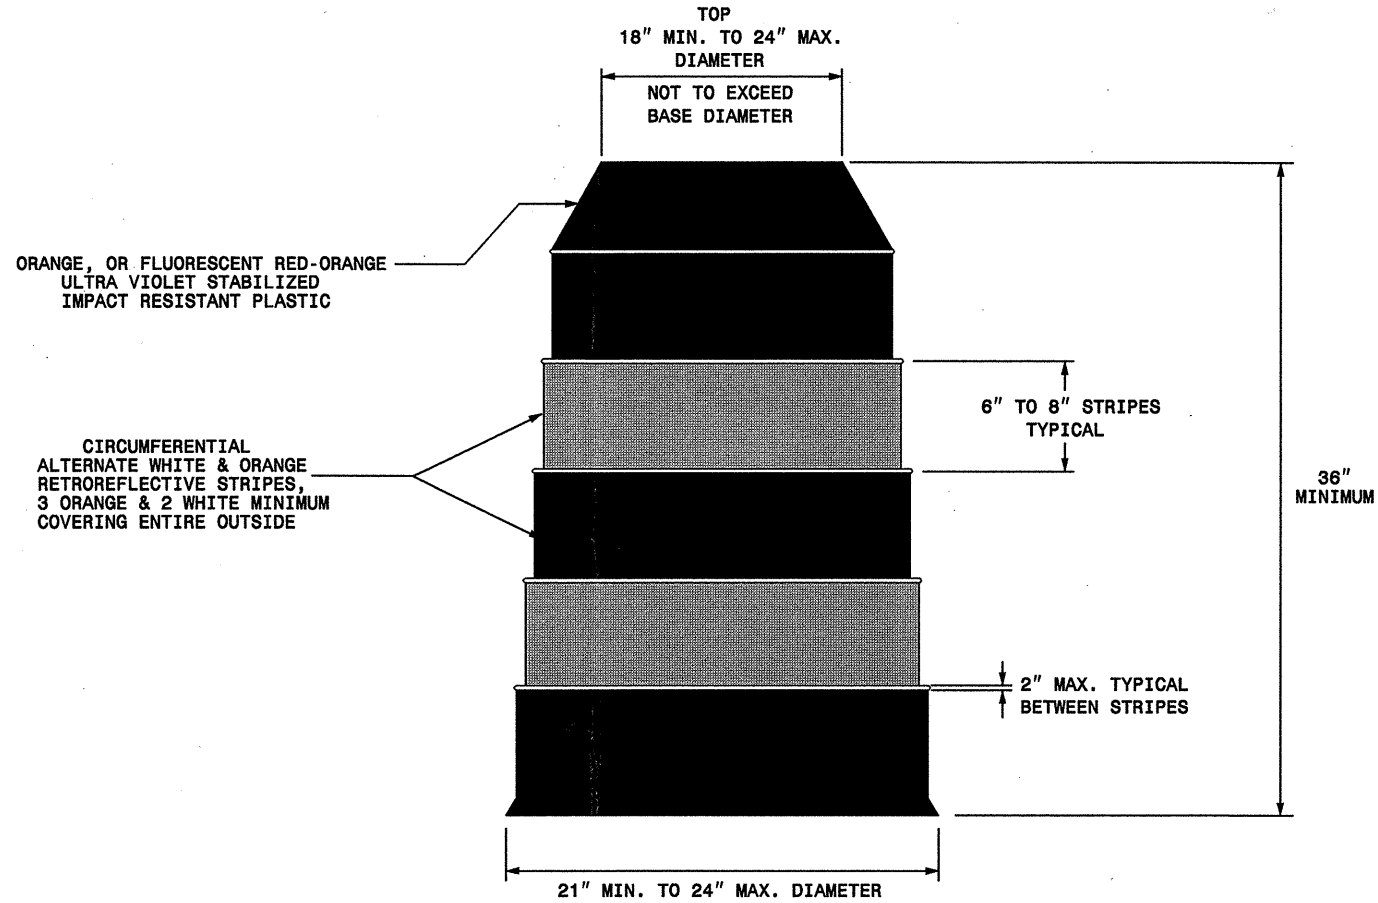 TOP
18" MIN. TO 24" MAX.
DIAMETER
NOT TO EXCEED
BASE DIAMETER
ORANGE, OR FLUORESCENT RED-ORANGE
ULTRA VIOLET STABILIZED
IMPACT RESISTANT PLASTIC
6" TO 8" STRIPES
TYPICAL
CIRCUMFERENTIAL
ALTERNATE WHITE & ORANGE
RETROREFLECTIVE STRIPES,
3 ORANGE & 2 WHITE MINIMUM
COVERING ENTIRE OUTSIDE
36"
MINIMUM
2" MAX. TYPICAL
BETWEEN STRIPES
21" MIN. TO 24" MAX. DIAMETER